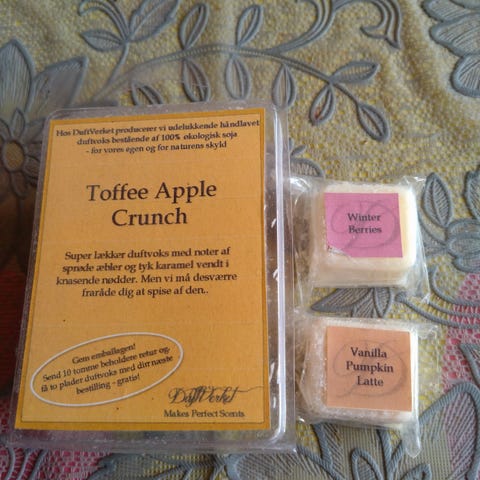 Hos DuftVerket producerer vi udelukkende håndlavet
duftvoks bestående af 100% økologisk soja
- for vores egen og for naturens skyld
Toffee Apple
Crunch
Super lækker duftvoks med noter af
sprøde æbler og tyk karamel vendt i
knasende nødder. Men vi må desværre
fraråde dig at spise af den..
Gem emballagen!
Send 10 tomme beholdere retur og
få to plader duftvoks med din næste
bestilling - gratis!
DuftVerket
Makes Perfect Scents
Winter
Berries
Vanilla
Pumpkin
Latte